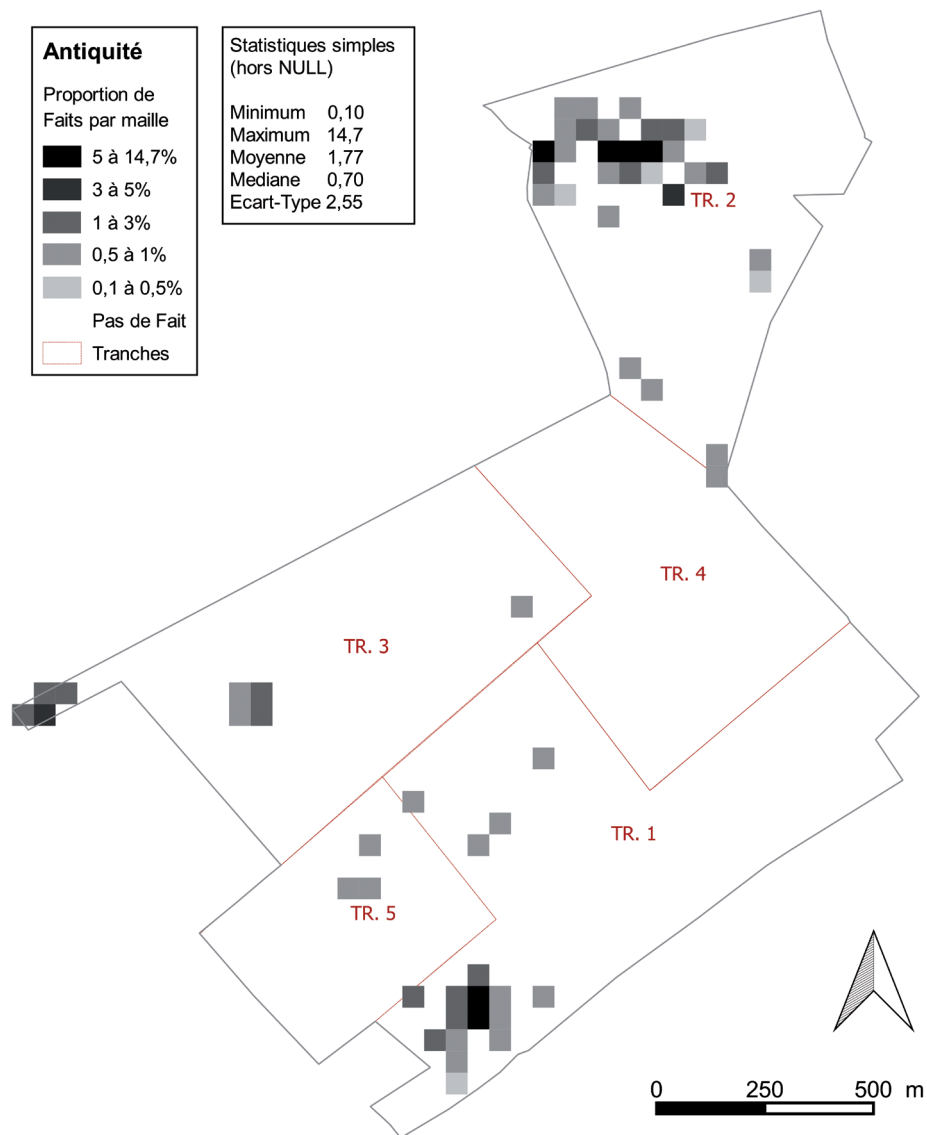 Antiquité
Proportion de
Faits par maille
5 à 14,7%
3 à 5%
1 à 3%
0,5 à 1%
0,1 à 0,5%
Pas de Fait
Tranches
Statistiques simples
(hors NULL)
Minimum 0,10
Maximum 14,7
Moyenne 1,77
Mediane 0,70
Ecart-Type 2,55
TR. 2
TR. 4
TR. 3
TR. 1
TR. 5
0 250 500 m